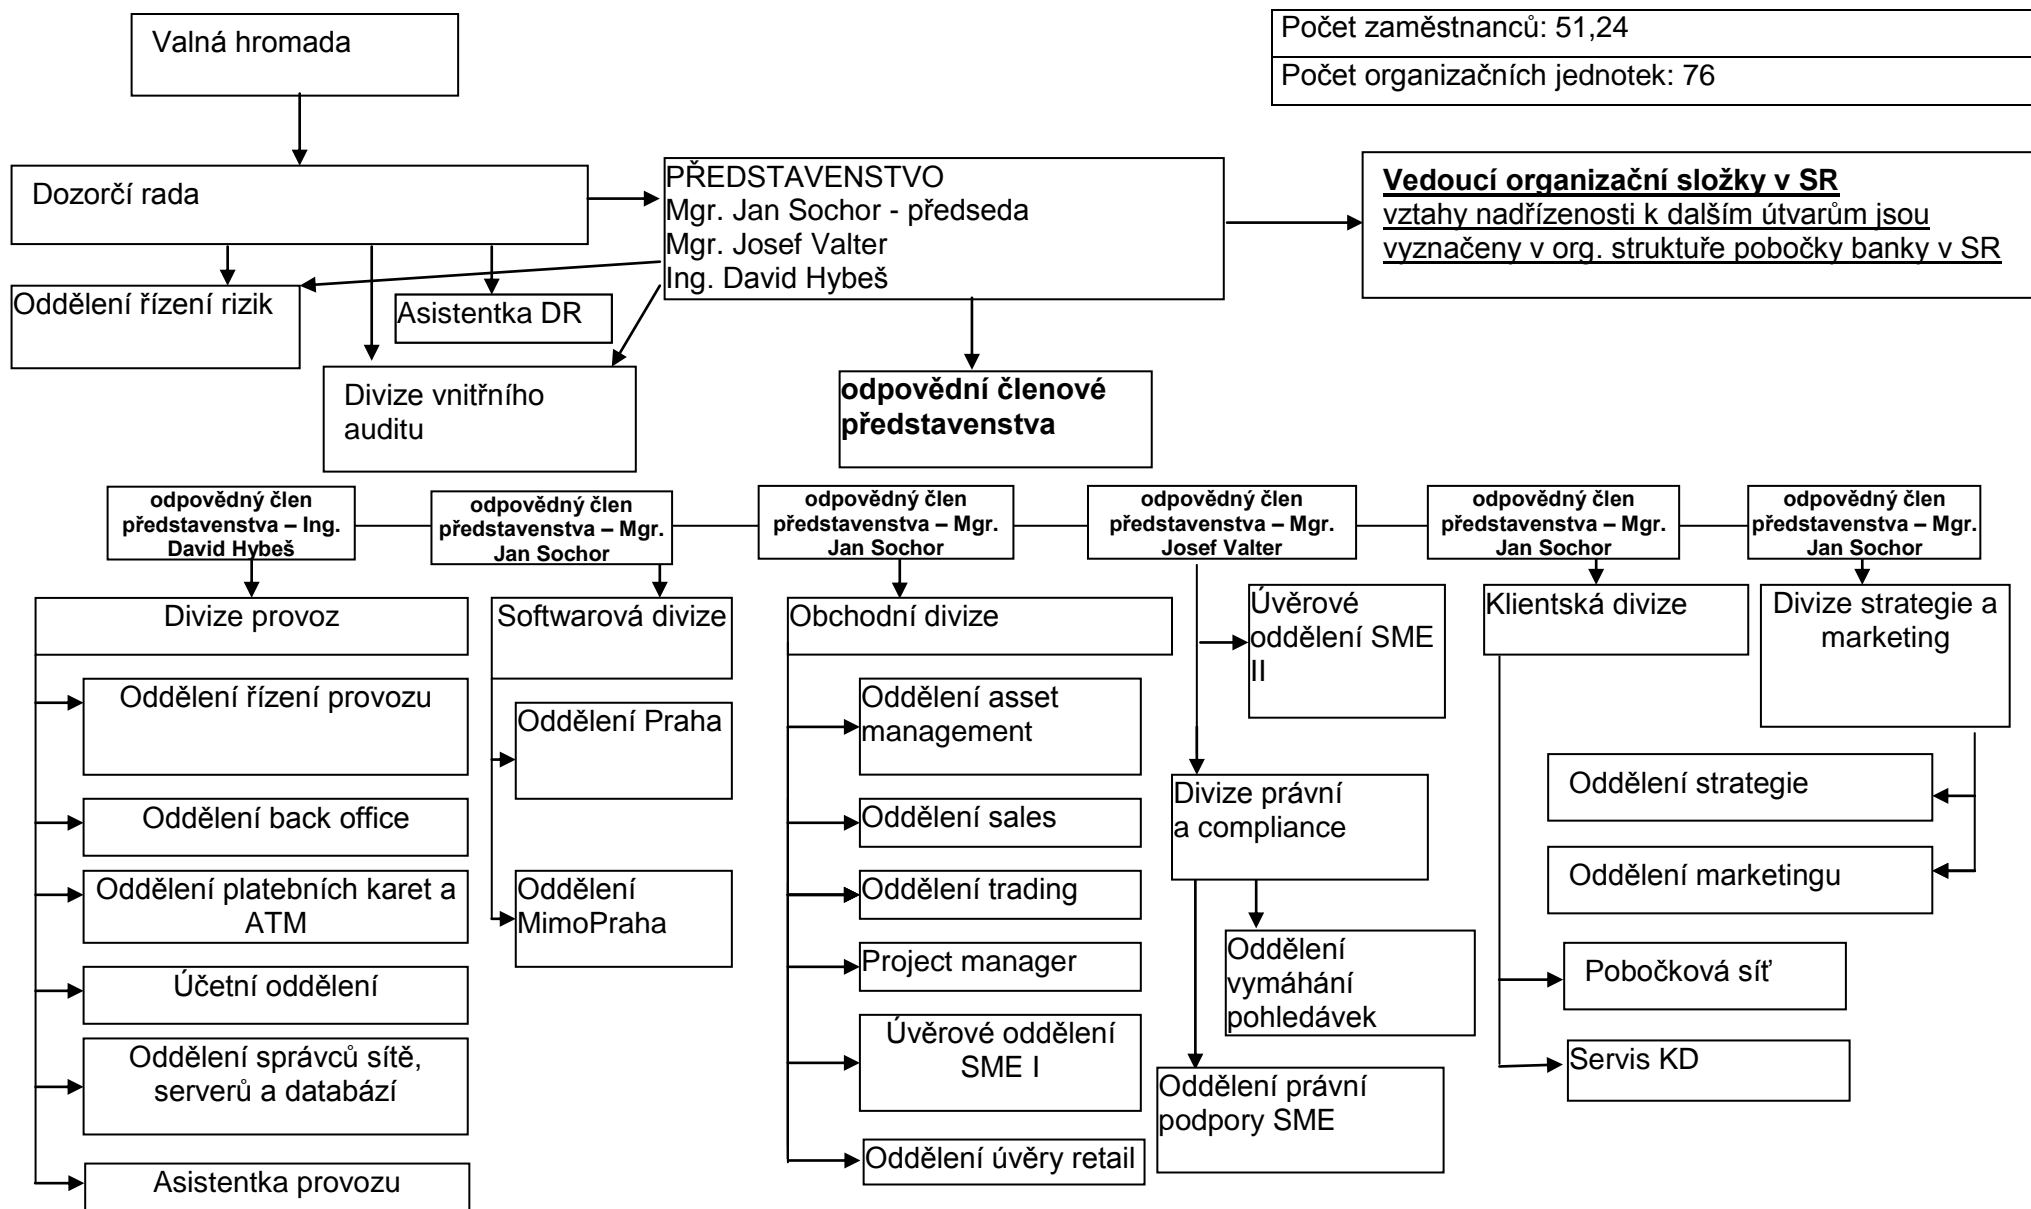 Valná hromada
Počet zaměstnanců: 51,24
Počet organizačních jednotek: 76
Dozorčí rada
PŘEDSTAVENSTVO
Mgr. Jan Sochor - předseda
Mgr. Josef Valter
Ing. David Hybeš
Vedoucí organizační složky v SR
vztahy nadřízenosti k dalším útvarům jsou
vyznačeny v org. struktuře pobočky banky v SR
Oddělení řízení rizik
Asistentka DR
Divize vnitřního
auditu
odpovědní členové
představenstva
odpovědný člen
představenstva – Ing.
David Hybeš
odpovědný člen
představenstva – Mgr.
Jan Sochor
odpovědný člen
představenstva – Mgr.
Jan Sochor
odpovědný člen
představenstva – Mgr.
Josef Valter
odpovědný člen
představenstva – Mgr.
Jan Sochor
odpovědný člen
představenstva – Mgr.
Jan Sochor
Divize provoz
Oddělení řízení provozu
Oddělení back office
Oddělení platebních karet a
ATM
Účetní oddělení
Oddělení správců sítě,
serverů a databází
Asistentka provozu
Softwarová divize
Oddělení Praha
Oddělení
MimoPraha
Obchodní divize
Oddělení asset
management
Oddělení sales
Oddělení trading
Project manager
Úvěrové oddělení
SME I
Oddělení úvěry retail
Úvěrové
oddělení SME
II
Divize právní
a compliance
Oddělení
vymáhání
pohledávek
Oddělení právní
podpory SME
Klientská divize
Pobočková síť
Servis KD
Divize strategie a
marketing
Oddělení strategie
Oddělení marketingu